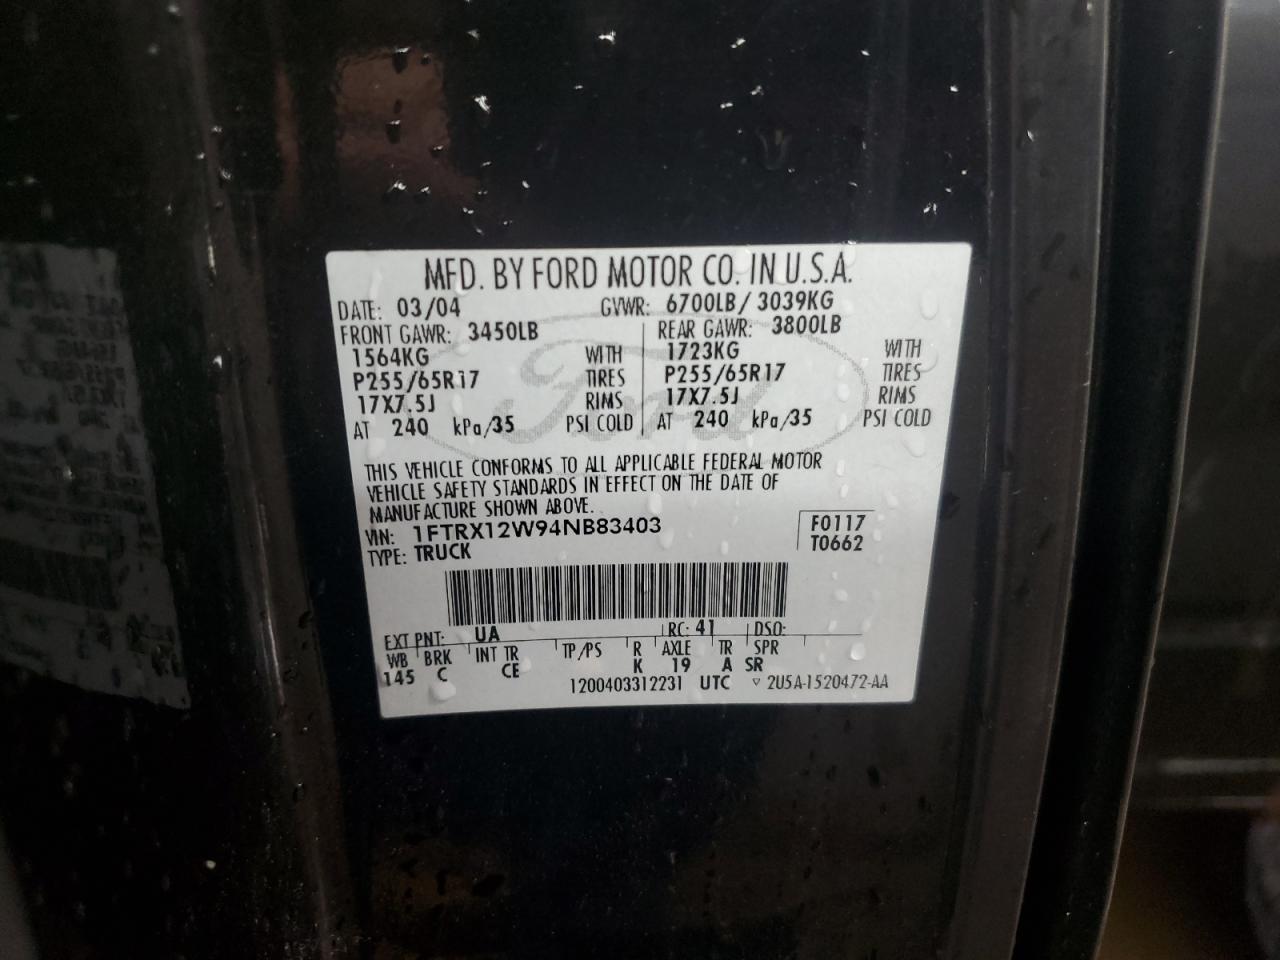 MFD. BY FORD MOTOR CO. IN U.S.A.
DATE: 03/04 GVWR: 6700LB/ 3039KG
FRONT GAWR: 3450LB REAR GAWR: 3800LB
1564KG WITH 1723KG WITH
P255/65R17 TIRES P255/65R17 TIRES
17X7.5J RIMS 17X7.5J RIMS
AT 240 kPa/35 PSI COLD AT 240 kPa/35 PSI COLD
Ford
THIS VEHICLE CONFORMS TO ALL APPLICABLE FEDERAL MOTOR
VEHICLE SAFETY STANDARDS IN EFFECT ON THE DATE OF
MANUFACTURE SHOWN ABOVE.
VIN: 1FTRX12W94NB83403 F0117
TYPE: TRUCK T0662
EXT PNT: UA RC: 41 DSO:
WB BRK INT TR TP/PS R AXLE TR SPR
145 C CE K 19 A SR
1200403312231 UTC ▽ 2U5A-1520472-AA